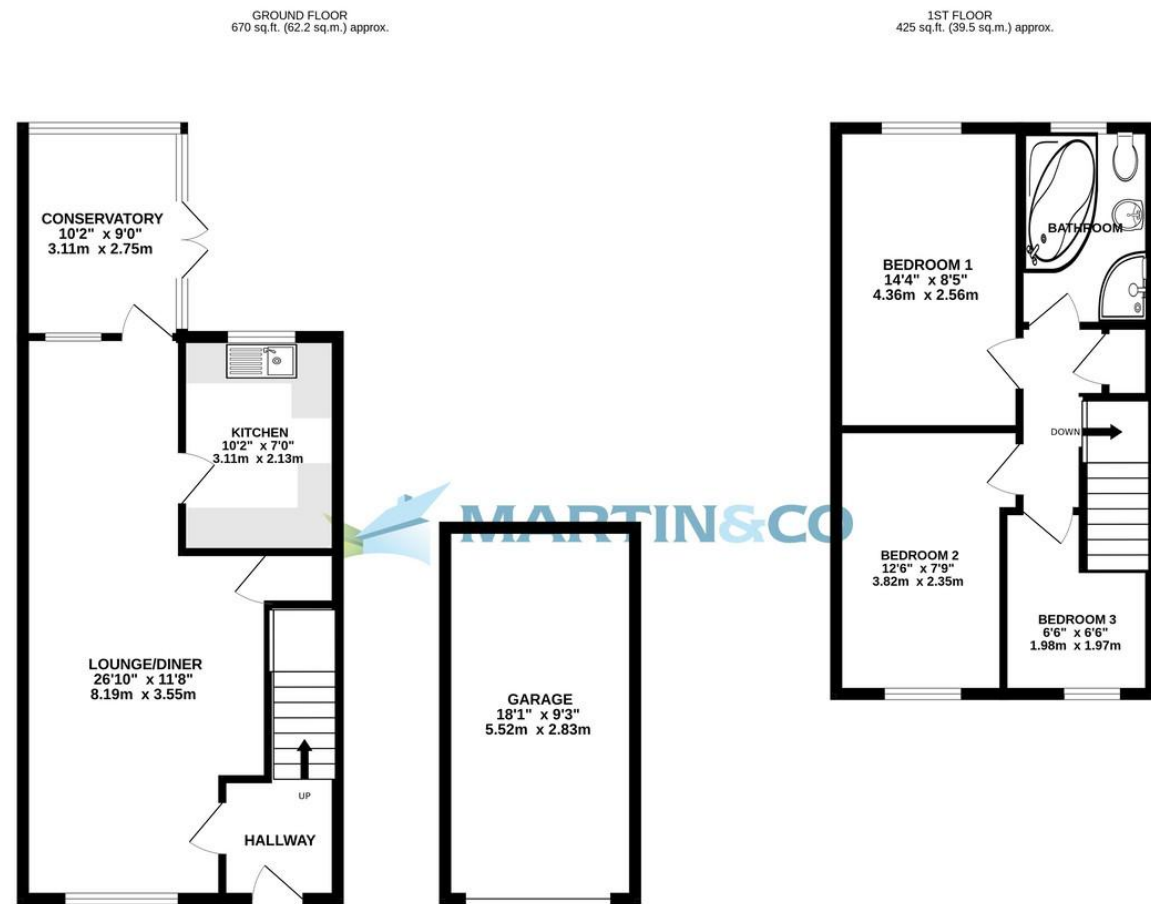 GROUND FLOOR
670 sq.ft. (62.2 sq.m.) approx.
1ST FLOOR
425 sq.ft. (39.5 sq.m.) approx.
CONSERVATORY
10'2" x 9'0"
3.11m x 2.75m
KITCHEN
10'2" x 7'0"
3.11m x 2.13m
LOUNGE/DINER
26'10" x 11'8"
8.19m x 3.55m
UP
HALLWAY
MARTIN&CO
GARAGE
18'1" x 9'3"
5.52m x 2.83m
BATHROOM
BEDROOM 1
14'4" x 8'5"
4.36m x 2.56m
DOWN
BEDROOM 2
12'6" x 7'9"
3.82m x 2.35m
BEDROOM 3
6'6" x 6'6"
1.98m x 1.97m